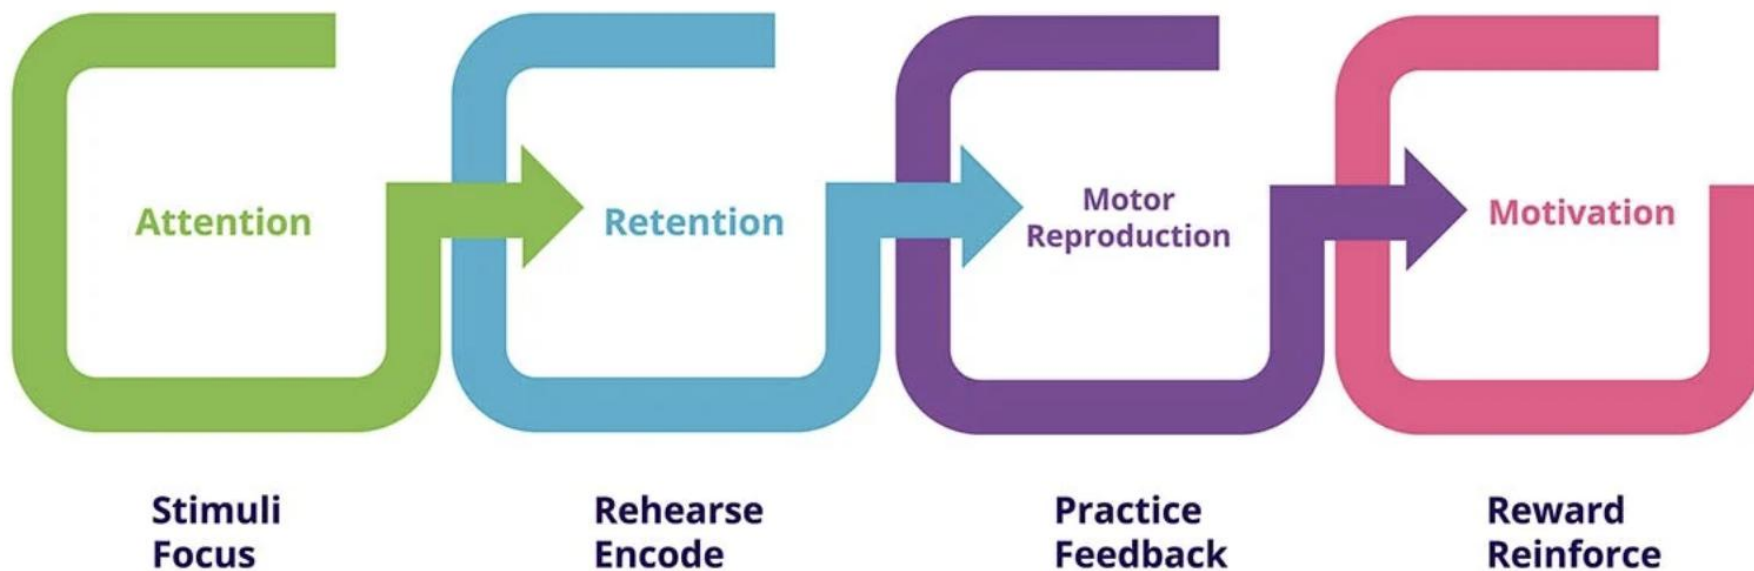 Attention
Retention
Motor
Reproduction
Motivation
Stimuli
Focus
Rehearse
Encode
Practice
Feedback
Reward
Reinforce